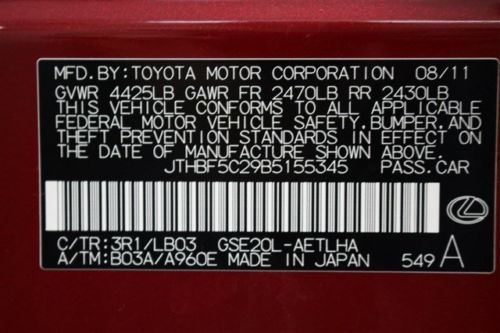 MFD.BY:TOYOTA MOTOR CORPORATION 08/11
GVWR 4425LB GAWR FR 2470LB RR 2430LB
THIS VEHICLE CONFORMS TO ALL APPLICABLE
FEDERAL MOTOR VEHICLE SAFETY,BUMPER,AND
THEFT PREVENTION STANDARDS IN EFFECT ON
THE DATE OF MANUFACTURE SHOWN ABOVE.
JTHBF5C29B5155345 PASS.CAR
C/TR:3R1/LB03 GSE20L-AETLHA
A/TM:B03A/A960E MADE IN JAPAN 549 A